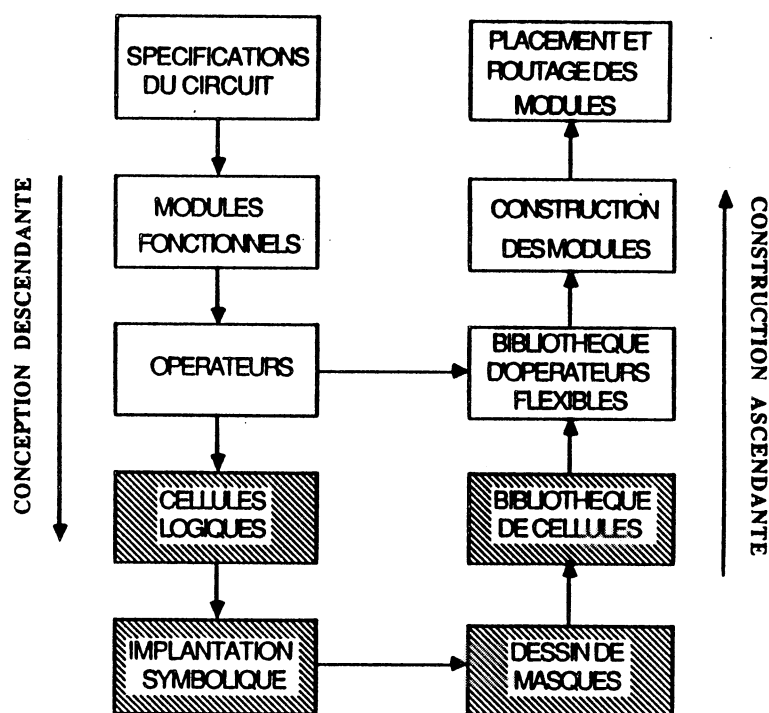 SPECIFICATIONS
DU CIRCUIT
MODULES
FONCTIONNELS
OPERATEURS
CELLULES
LOGIQUES
IMPLANTATION
SYMBOLIQUE
PLACEMENT ET
ROUTAGE DES
MODULES
CONSTRUCTION
DES MODULES
BIBLIOTHEQUE
D'OPERATEURS
FLEXIBLES
BIBLIOTHEQUE
DE CELLULES
DESSIN DE
MASQUES
CONCEPTION DESCENDANTE
CONSTRUCTION ASCENDANTE